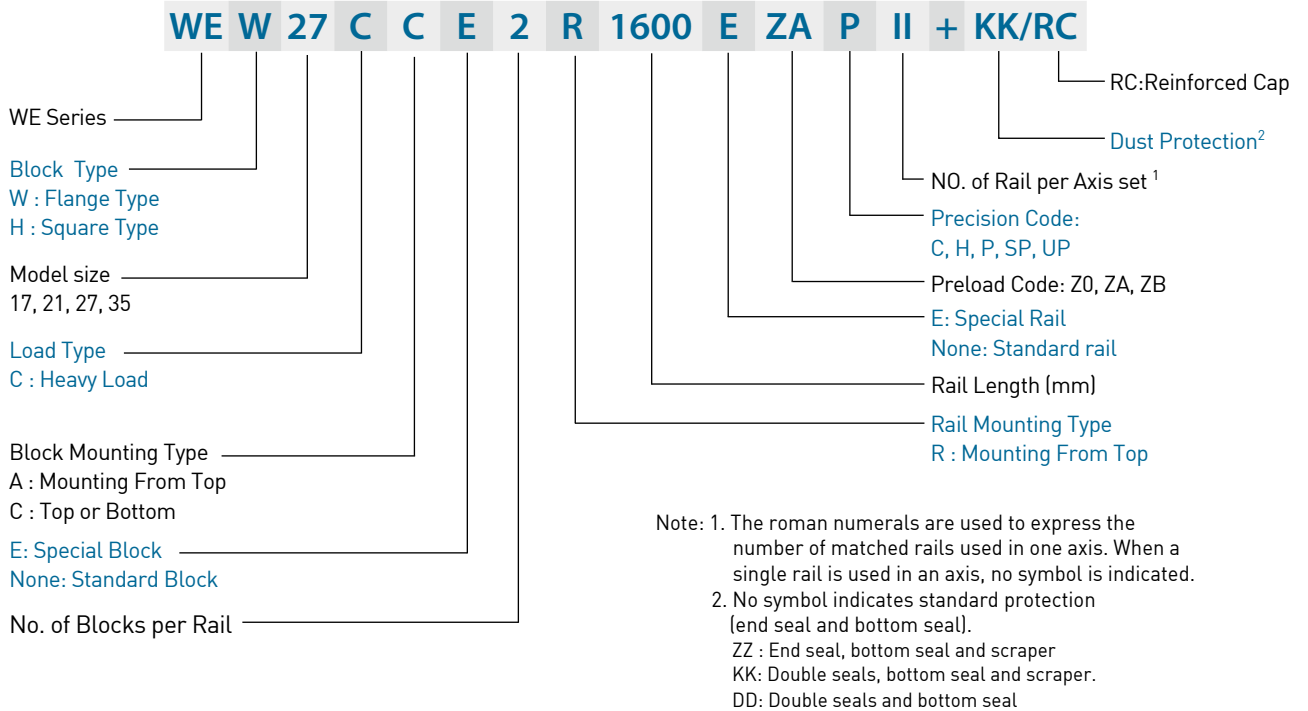 WE W 27 C C E 2 R 1600 E ZA P II + KK/RC
WE Series
Block Type
W : Flange Type
H : Square Type
Model size
17, 21, 27, 35
Load Type
C : Heavy Load
Block Mounting Type
A : Mounting From Top
C : Top or Bottom
E: Special Block
None: Standard Block
No. of Blocks per Rail
RC:Reinforced Cap
Dust Protection2
NO. of Rail per Axis set 1
Precision Code:
C, H, P, SP, UP
Preload Code: Z0, ZA, ZB
E: Special Rail
None: Standard rail
Rail Length (mm)
Rail Mounting Type
R : Mounting From Top
Note: 1. The roman numerals are used to express the
number of matched rails used in one axis. When a
single rail is used in an axis, no symbol is indicated.
2. No symbol indicates standard protection
(end seal and bottom seal).
ZZ : End seal, bottom seal and scraper
KK: Double seals, bottom seal and scraper.
DD: Double seals and bottom seal